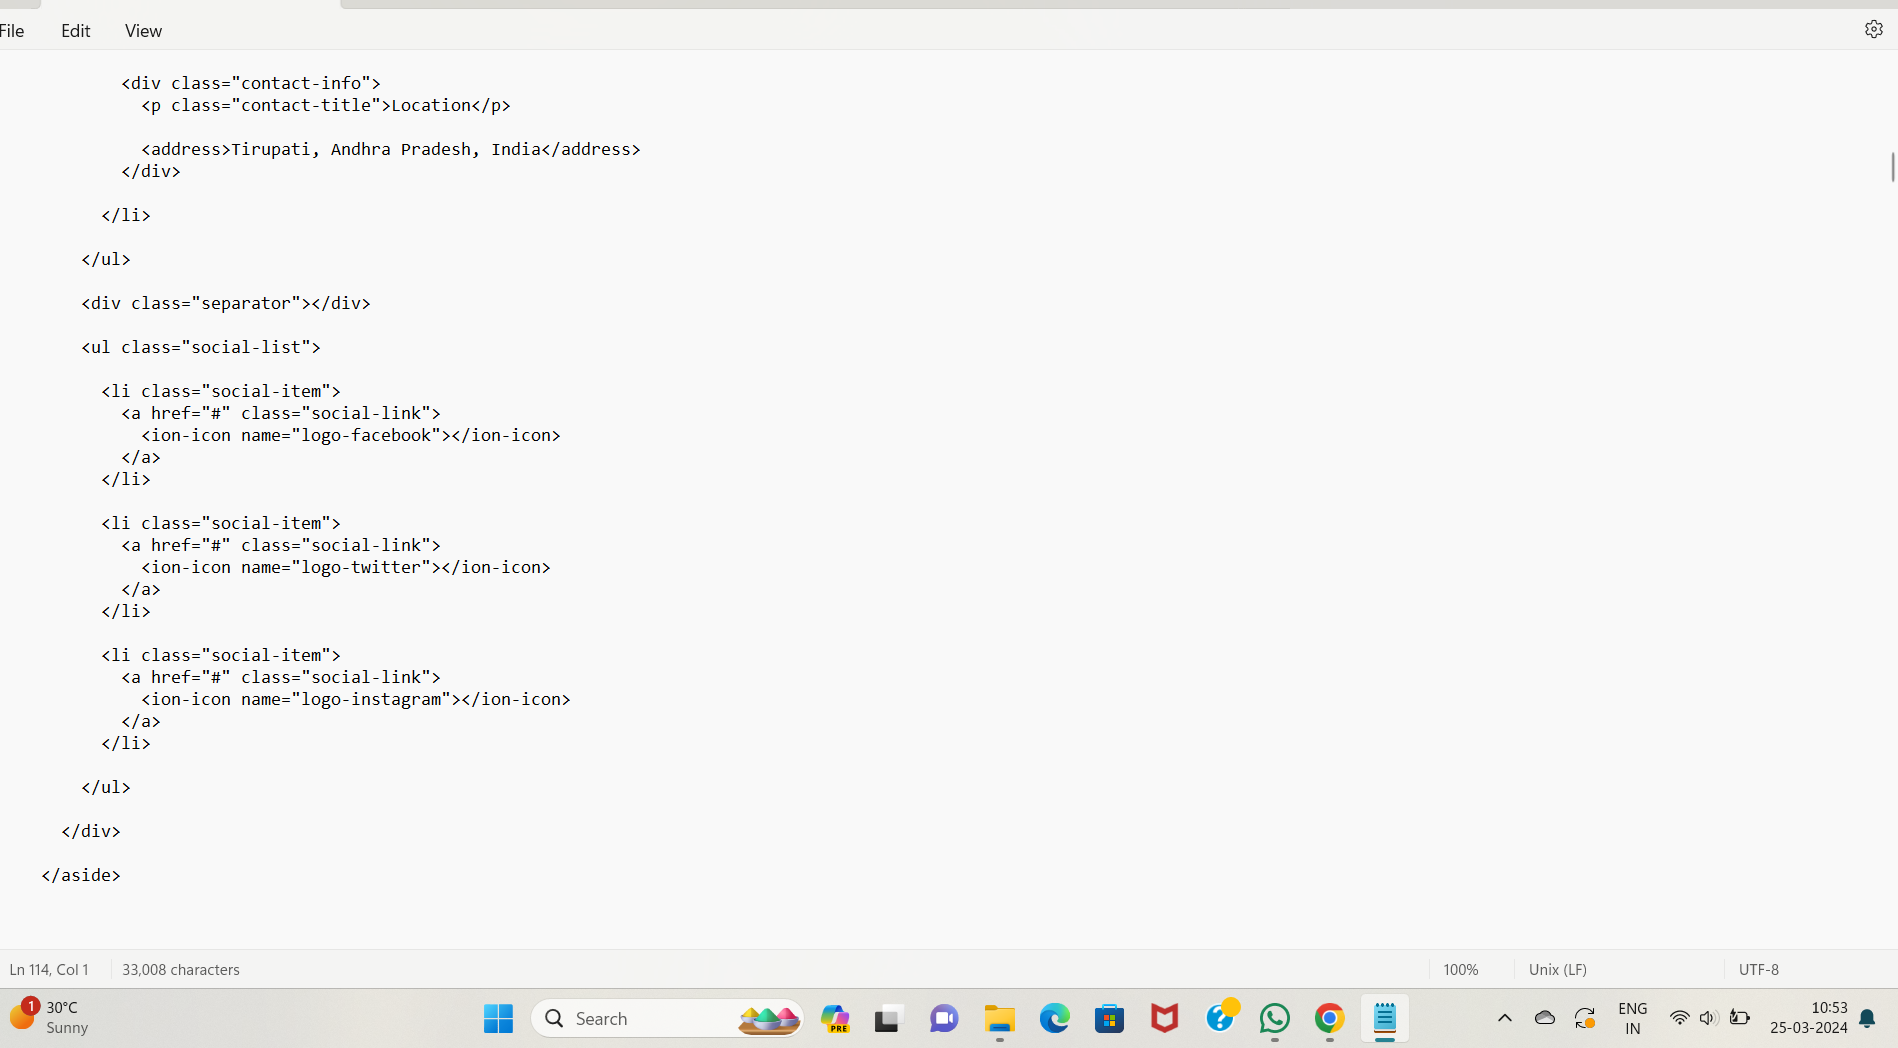 File Edit View
<div class="contact-info">
<p class="contact-title">Location</p>
<address>Tirupati, Andhra Pradesh, India</address>
</div>
</li>
</ul>
<div class="separator"></div>
<ul class="social-list">
<li class="social-item">
<a href="#" class="social-link">
<ion-icon name="logo-facebook"></ion-icon>
</a>
</li>
<li class="social-item">
<a href="#" class="social-link">
<ion-icon name="logo-twitter"></ion-icon>
</a>
</li>
<li class="social-item">
<a href="#" class="social-link">
<ion-icon name="logo-instagram"></ion-icon>
</a>
</li>
</ul>
</div>
</aside>
Ln 114, Col 1 33,008 characters 100% Unix (LF) UTF-8
1 30°C Search PRE ENG 10:53
Sunny IN 25-03-2024